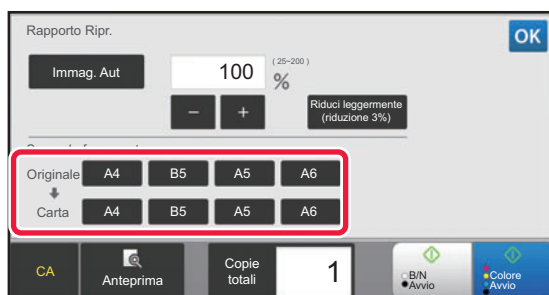 Rapporto Ripr.
OK
Immag. Aut
100
(25~200)
%
−
+
Riduci leggermente
(riduzione 3%)
Originale
A4
B5
A5
A6
Carta
A4
B5
A5
A6
CA
Anteprima
Copie
totali
1
B/N
Avvio
Colore
Avvio